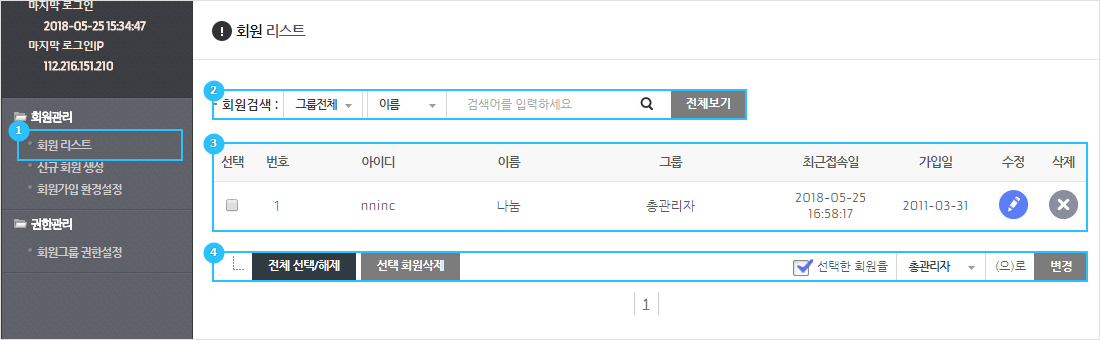 마지막 로그인
2018-05-25 15:34:47
마지막 로그인IP
112.216.151.210
회원관리
1
회원 리스트
신규 회원 생성
회원가입 환경설정
권한관리
회원그룹 권한설정
! 회원 리스트
2
회원검색 : 그룹전체 이름 검색어를 입력하세요 전체보기
3
선택 번호 아이디 이름 그룹 최근접속일 가입일 수정 삭제
1 nninc 나눔 총관리자 2018-05-25 16:58:17 2011-03-31
4
전체 선택/해제 선택 회원삭제 선택한 회원을 총관리자 (으)로 변경
1